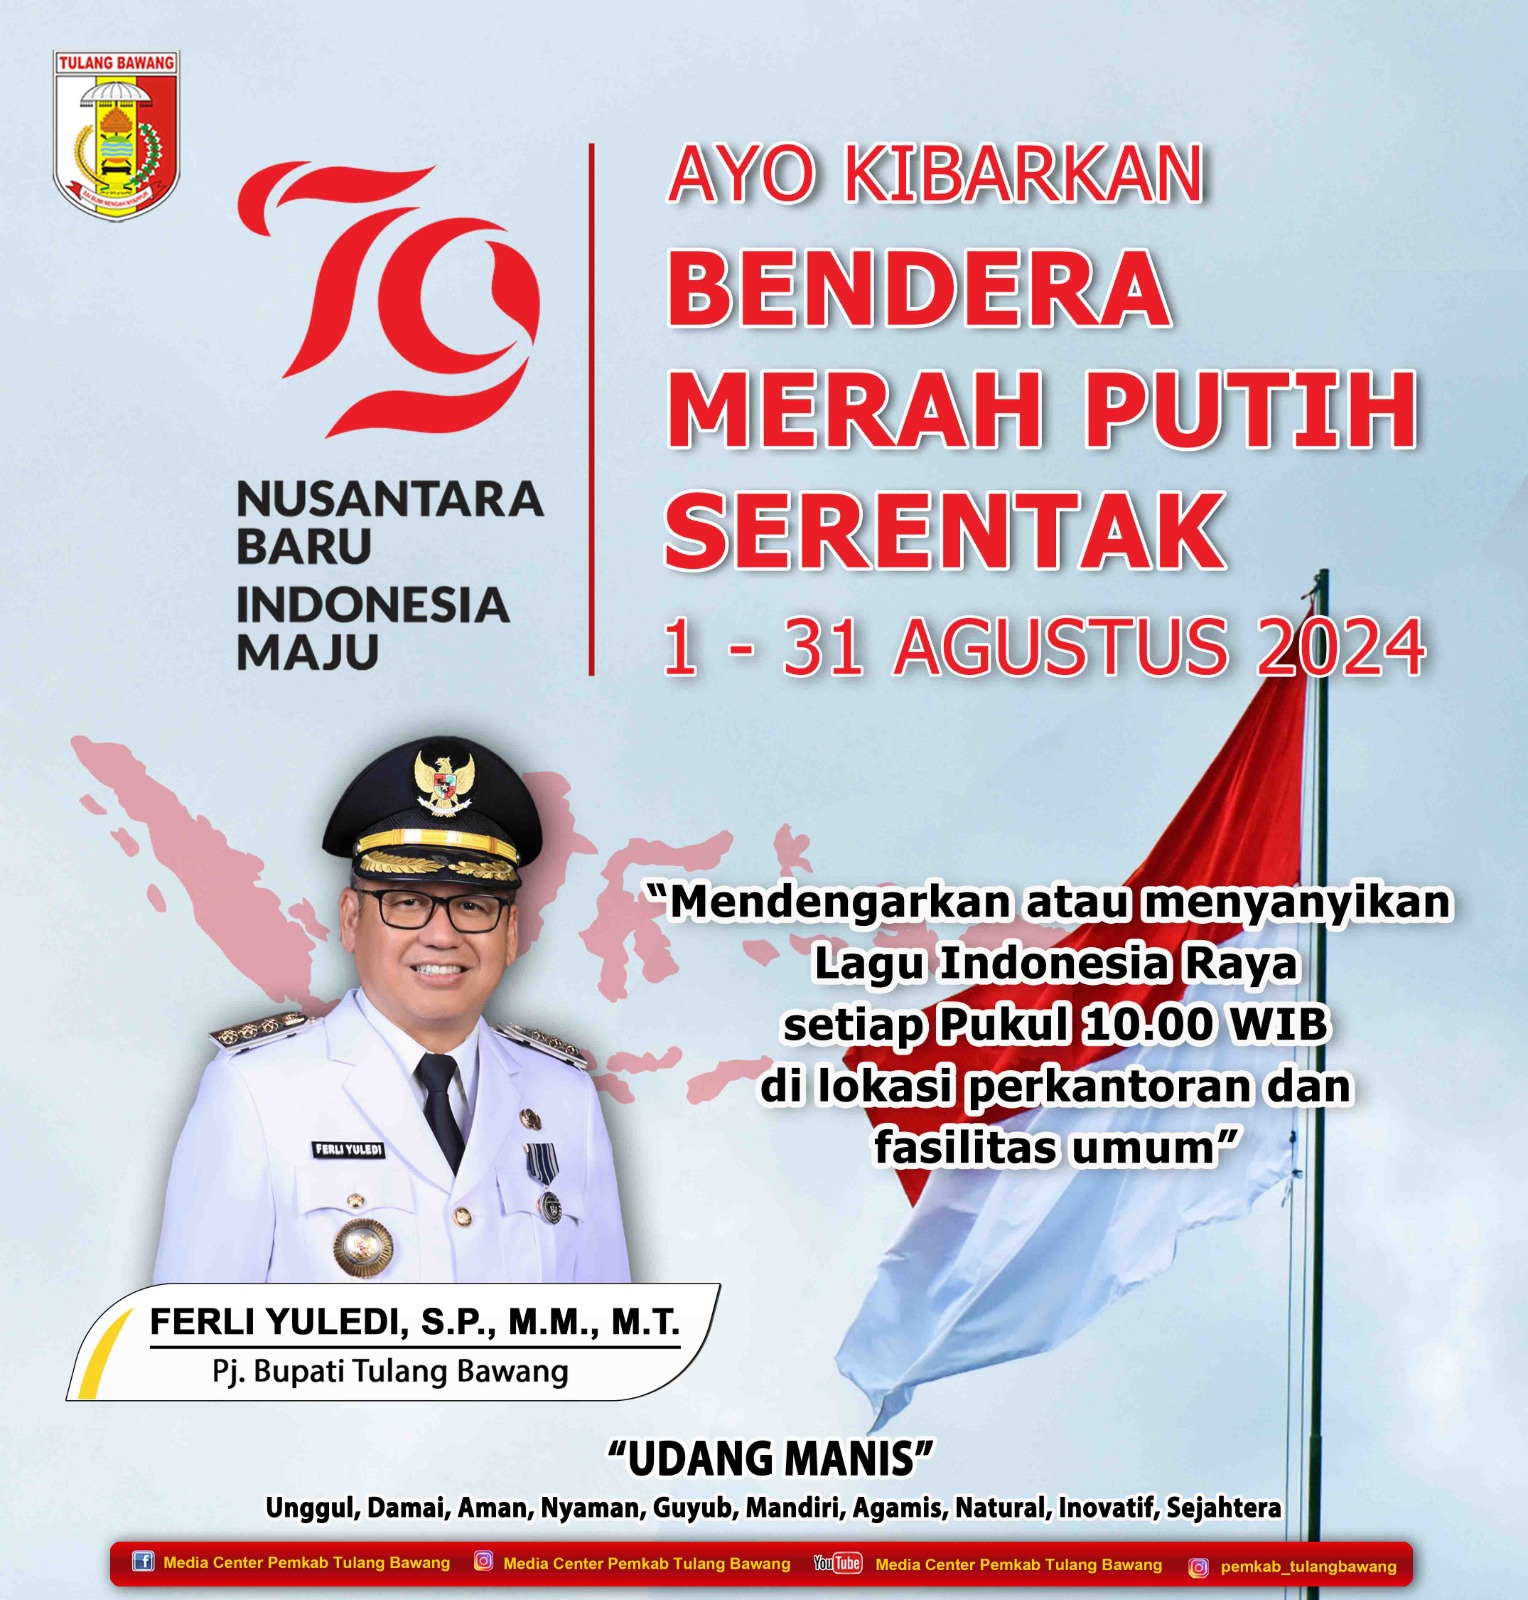 TULANG BAWANG
79
NUSANTARA
BARU
INDONESIA
MAJU
AYO KIBARKAN
BENDERA
MERAH PUTIH
SERENTAK
1 - 31 AGUSTUS 2024
“Mendengarkan atau menyanyikan
Lagu Indonesia Raya
setiap Pukul 10.00 WIB
di lokasi perkantoran dan
fasilitas umum”
FERLI YULEDI
FERLI YULEDI, S.P., M.M., M.T.
Pj. Bupati Tulang Bawang
“UDANG MANIS”
Unggul, Damai, Aman, Nyaman, Guyub, Mandiri, Agamis, Natural, Inovatif, Sejahtera
Media Center Pemkab Tulang Bawang Media Center Pemkab Tulang Bawang YouTube Media Center Pemkab Tulang Bawang pemkab_tulangbawang